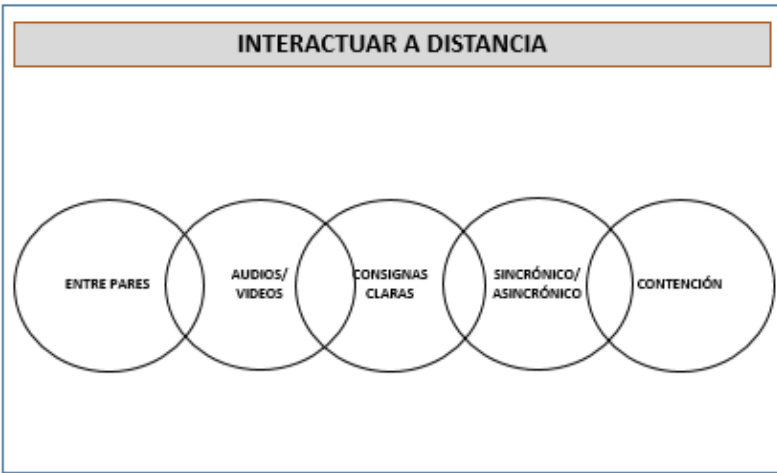 INTERACTUAR A DISTANCIA
ENTRE PARES
AUDIOS/
VIDEOS
CONSIGNAS
CLARAS
SINCRÓNICO/
ASINCRÓNICO
CONTENCIÓN